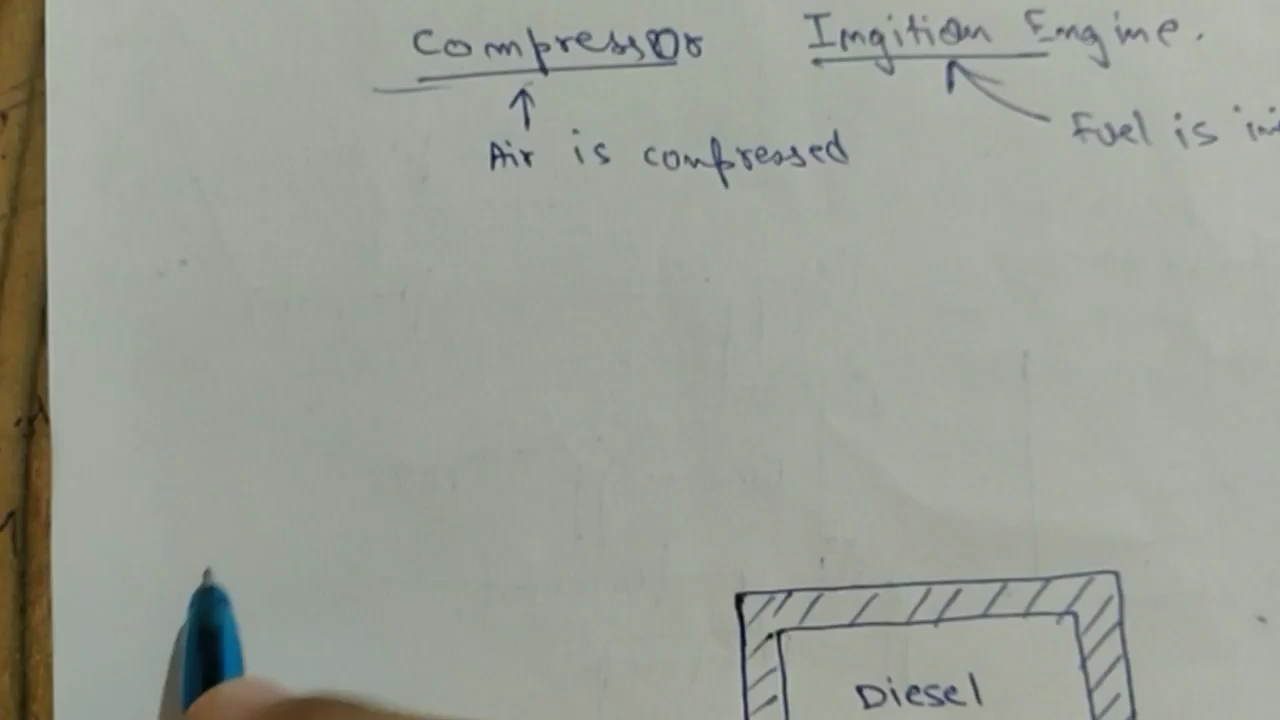 Compressor Imgition Engine.
Air is compressed
Fuel is
Diesel